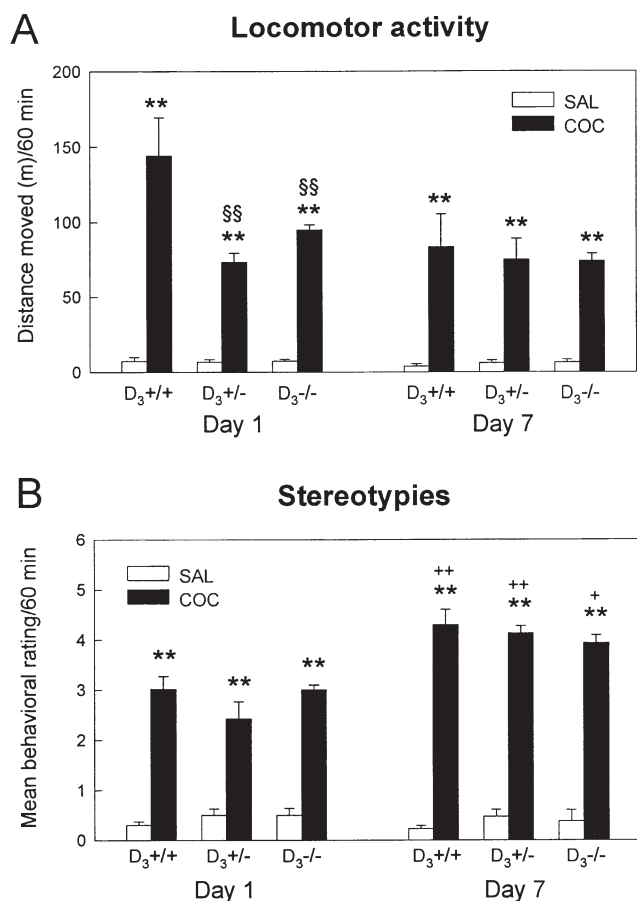 A
Locomotor activity
Distance moved (m)/60 min
200
150
100
50
0
SAL
COC
**
§§
**
§§
**
**
**
**
D₃+/+ D₃+/- D₃-/- D₃+/+ D₃+/- D₃-/-
Day 1 Day 7
B
Stereotypies
Mean behavioral rating/60 min
6
5
4
3
2
1
0
SAL
COC
**
**
**
++
**
++
**
+
**
D₃+/+ D₃+/- D₃-/- D₃+/+ D₃+/- D₃-/-
Day 1 Day 7